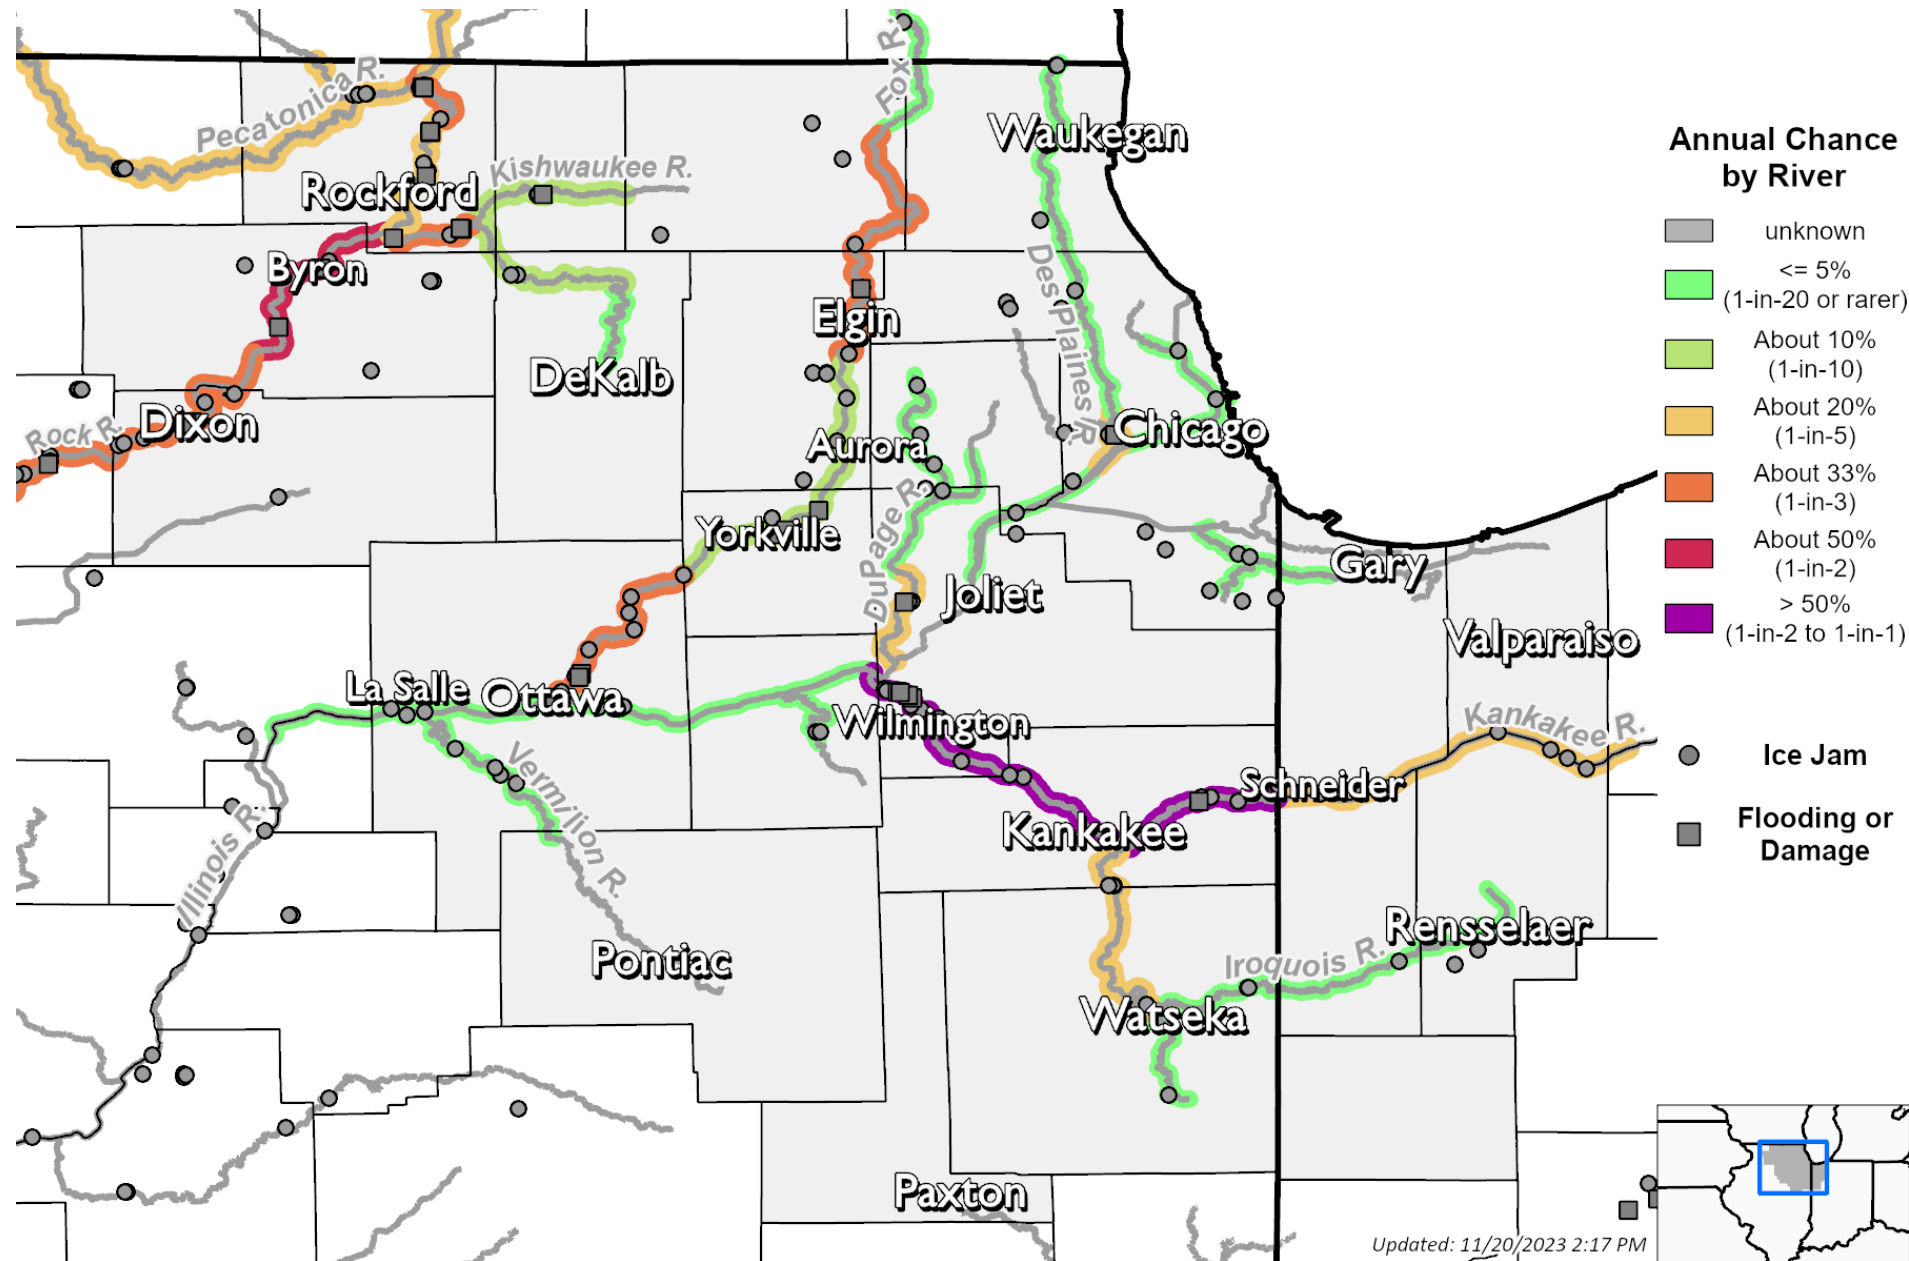 Fox R.
Pecatonica R.
Waukegan
Kishwaukee R.
Rockford
Byron
Des Plaines R.
Elgin
DeKalb
Rock R.
Dixon
Chicago
Aurora
DuPage R.
Yorkville
Gary
Joliet
Valparaiso
La Salle
Ottawa
Wilmington
Kankakee R.
Vermilion R.
Schneider
Illinois R.
Kankakee
Rensselaer
Iroquois R.
Pontiac
Watseka
Paxton
Annual Chance
by River
unknown
<= 5%
(1-in-20 or rarer)
About 10%
(1-in-10)
About 20%
(1-in-5)
About 33%
(1-in-3)
About 50%
(1-in-2)
> 50%
(1-in-2 to 1-in-1)
Ice Jam
Flooding or
Damage
Updated: 11/20/2023 2:17 PM